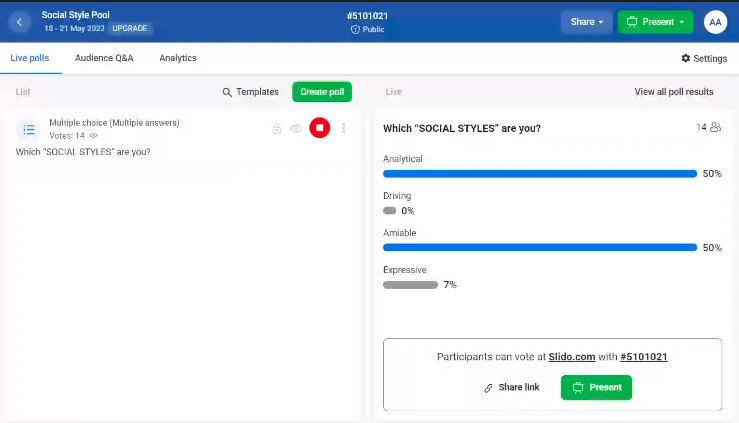 Social Style Pool
18 - 21 May 2023 UPGRADE
#5101021
Public
Share
Present
AA
Live polls
Audience Q&A
Analytics
Settings
List
Templates
Create poll
Live
View all poll results
Multiple choice (Multiple answers)
Votes: 14
Which “SOCIAL STYLES” are you?
Which “SOCIAL STYLES” are you?
14
Analytical
50%
Driving
0%
Amiable
50%
Expressive
7%
Participants can vote at Slido.com with #5101021
Share link
Present